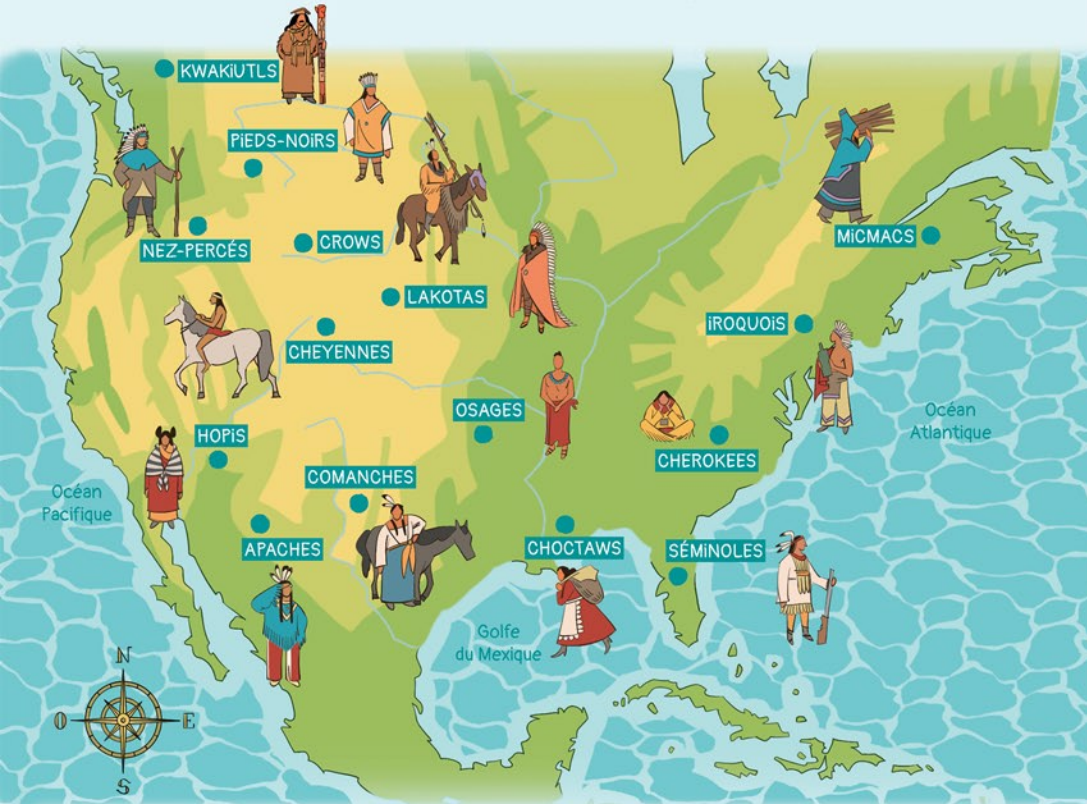 KWAKiUTLS
PiEDS-NOiRS
MiCMACS
NEZ-PERCÉS
CROWS
LAKOTAS
iROQUOiS
CHEYENNES
OSAGES
Océan
Atlantique
HOPiS
CHEROKEES
COMANCHES
Océan
Pacifique
APACHES
CHOCTAWS
SÉMiNOLES
Golfe
du Mexique
N
O
E
S